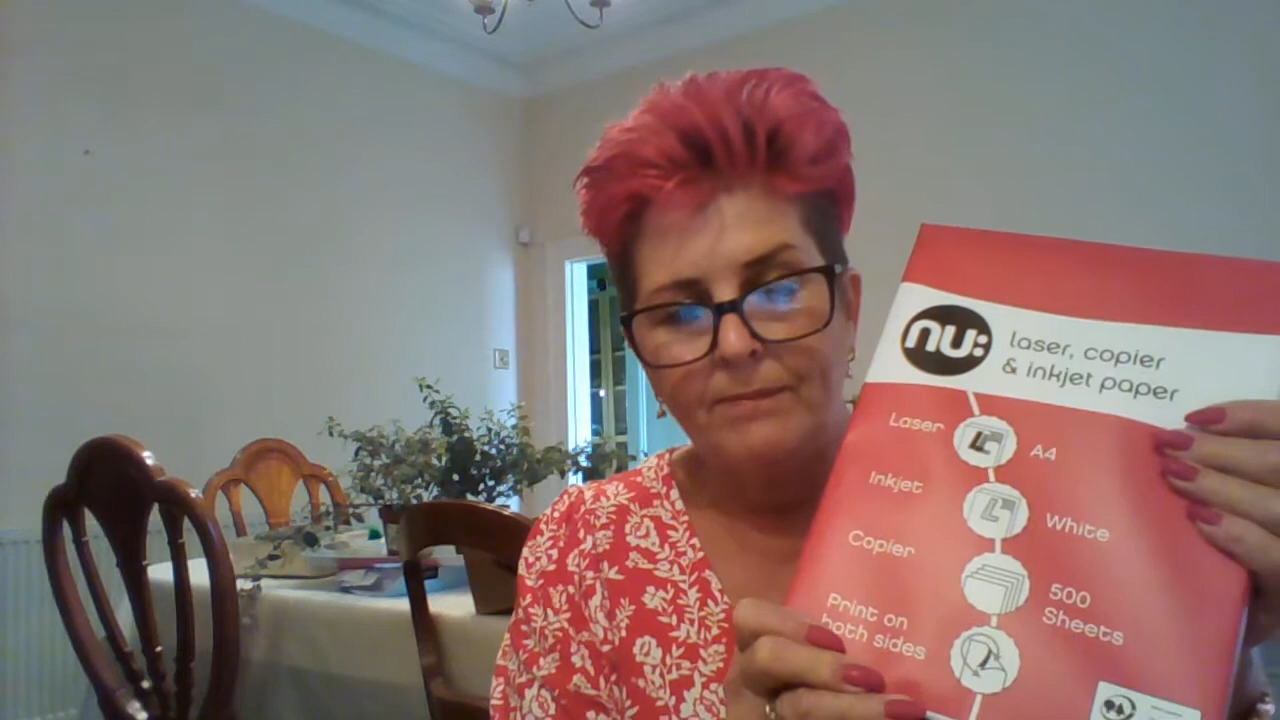 nu:
laser, copier
& inkjet paper
Laser
A4
Inkjet
White
Copier
500
Sheets
Print on
both sides